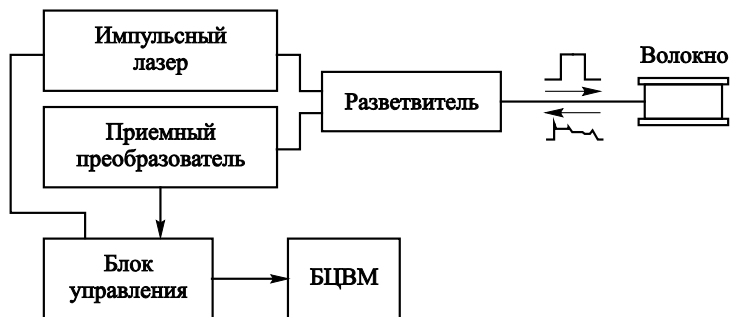 Импульсный
лазер
Волокно
Разветвитель
Приемный
преобразователь
Блок
управления
БЦВМ